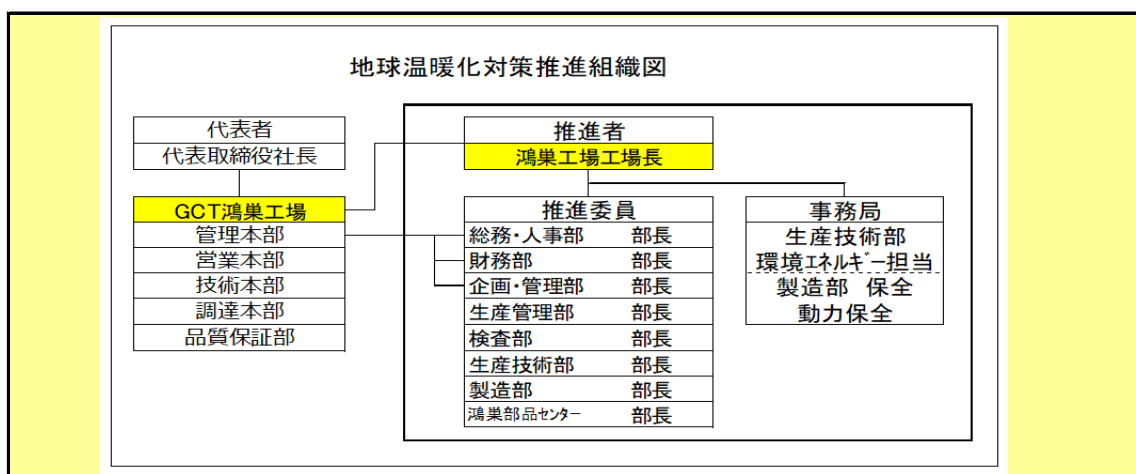 地球温暖化対策推進組織図
代表者
代表取締役社長
GCT鴻巣工場
管理本部
営業本部
技術本部
調達本部
品質保証部
推進者
鴻巣工場工場長
推進委員
総務・人事部 部長
財務部 部長
企画・管理部 部長
生産管理部 部長
検査部 部長
生産技術部 部長
製造部 部長
鴻巣部品センター 部長
事務局
生産技術部
環境エネルギー担当
製造部 保全
動力保全